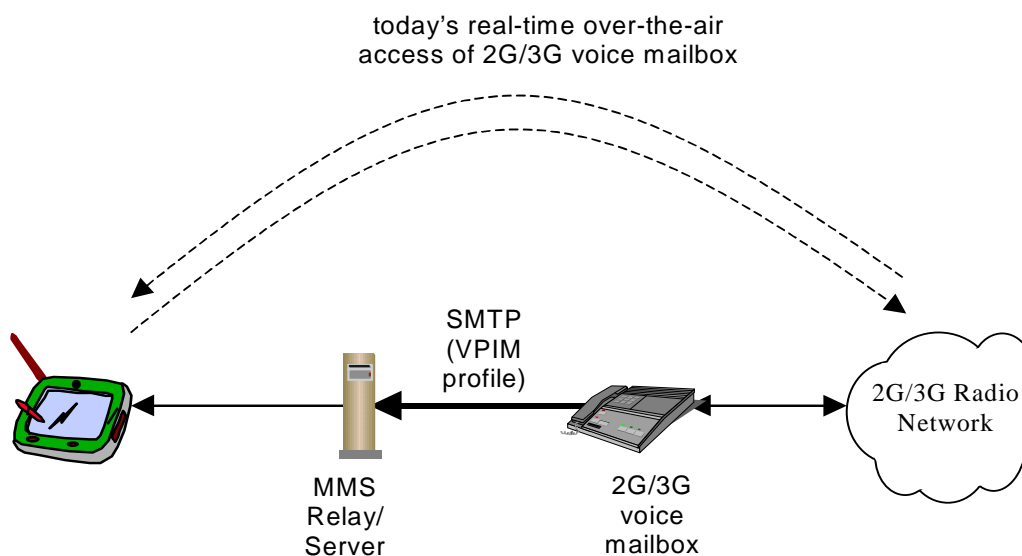 today's real-time over-the-air
access of 2G/3G voice mailbox
SMTP
(VPIM
profile)
2G/3G Radio
Network
MMS
Relay/
Server
2G/3G
voice
mailbox